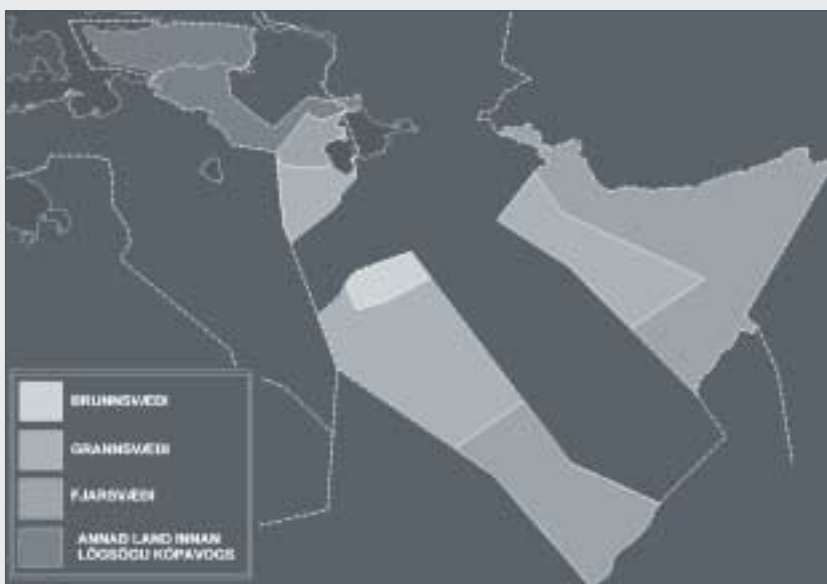 BRUNNSVÆÐI
GRANNSVÆÐI
FJARSVÆÐI
ANNAÐ LAND INNAN
LÖGSÖGU KÓPAVOGS